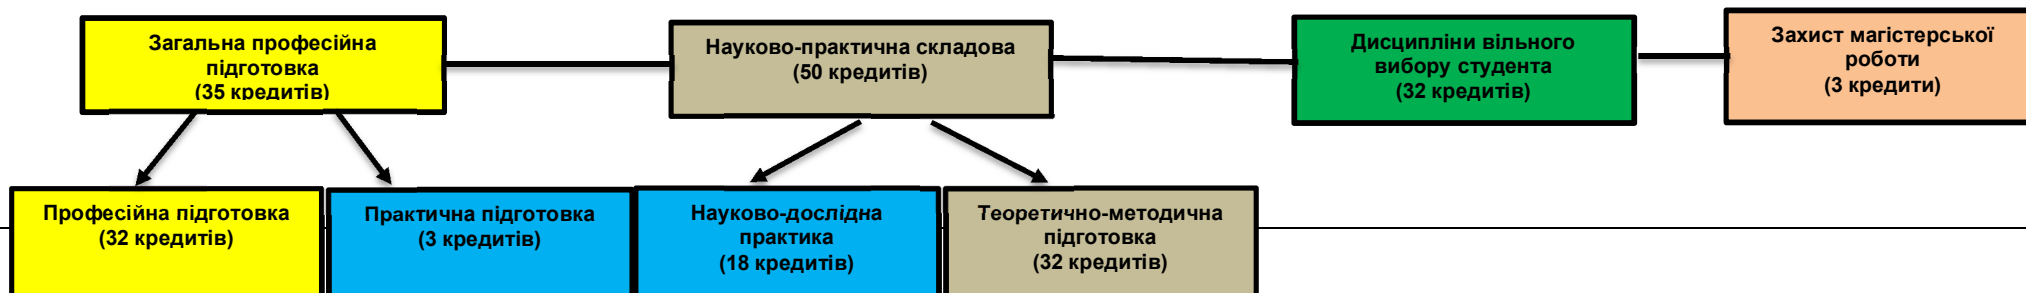 Загальна професійна
підготовка
(35 кредитів)
Науково-практична складова
(50 кредитів)
Дисципліни вільного
вибору студента
(32 кредитів)
Захист магістерської
роботи
(3 кредити)
Професійна підготовка
(32 кредитів)
Практична підготовка
(3 кредитів)
Науково-дослідна
практика
(18 кредитів)
Теоретично-методична
підготовка
(32 кредитів)